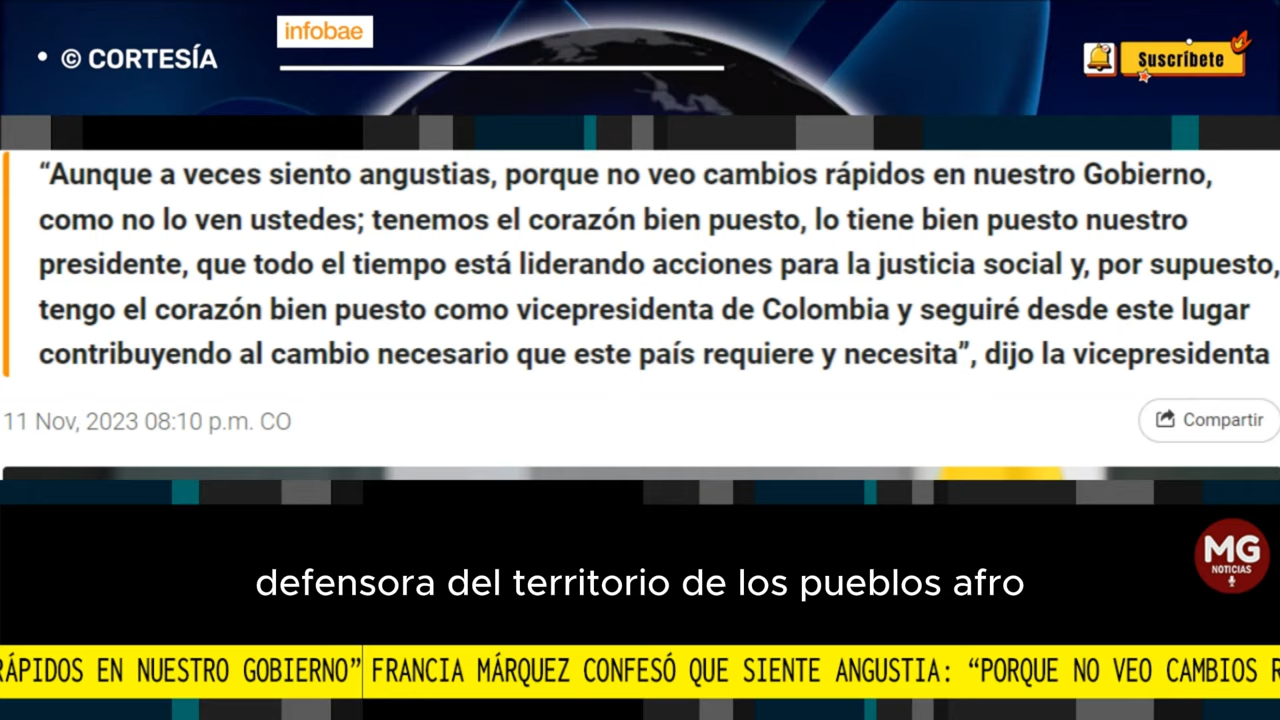 • © CORTESÍA
infobae
Suscríbete
“Aunque a veces siento angustias, porque no veo cambios rápidos en nuestro Gobierno,
como no lo ven ustedes; tenemos el corazón bien puesto, lo tiene bien puesto nuestro
presidente, que todo el tiempo está liderando acciones para la justicia social y, por supuesto,
tengo el corazón bien puesto como vicepresidenta de Colombia y seguiré desde este lugar
contribuyendo al cambio necesario que este país requiere y necesita”, dijo la vicepresidenta
11 Nov, 2023 08:10 p.m. CO
Compartir
MG
NOTICIAS
defensora del territorio de los pueblos afro
RÁPIDOS EN NUESTRO GOBIERNO” FRANCIA MÁRQUEZ CONFESÓ QUE SIENTE ANGUSTIA: “PORQUE NO VEO CAMBIOS R